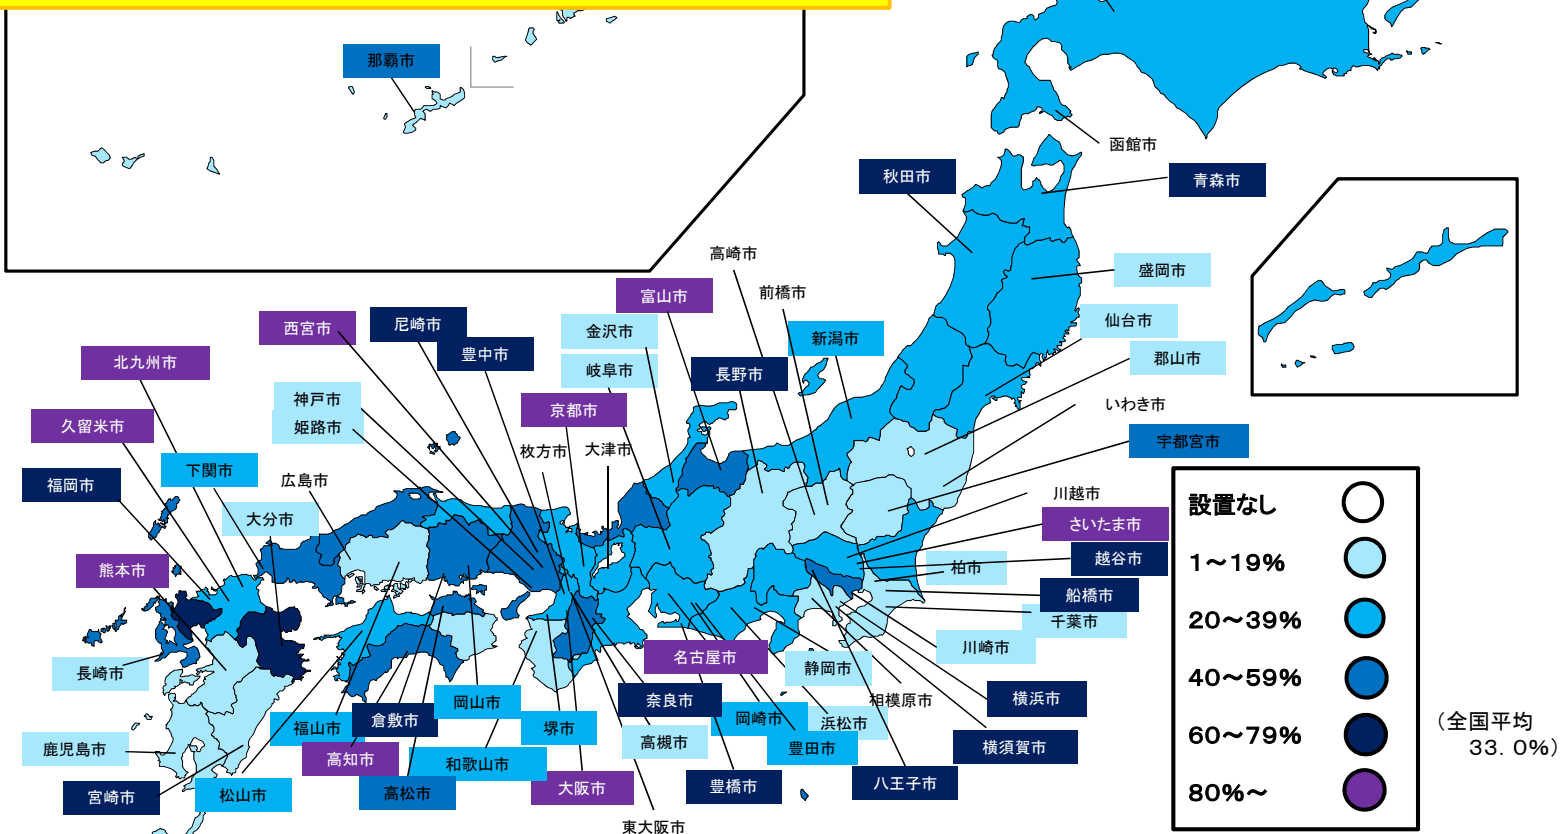 那覇市
函館市
秋田市
青森市
高崎市
盛岡市
富山市
前橋市
西宮市
尼崎市
金沢市
仙台市
新潟市
豊中市
郡山市
北九州市
岐阜市
長野市
神戸市
京都市
いわき市
久留米市
姫路市
宇都宮市
枚方市
大津市
下関市
広島市
福岡市
川越市
大分市
さいたま市
越谷市
熊本市
柏市
船橋市
千葉市
川崎市
名古屋市
静岡市
長崎市
相模原市
横浜市
奈良市
岡山市
倉敷市
岡崎市
浜松市
福山市
堺市
高槻市
豊田市
横須賀市
鹿児島市
高知市
和歌山市
八王子市
豊橋市
大阪市
宮崎市
松山市
高松市
東大阪市
設置なし
1～19%
20～39%
40～59%
60～79%
80%～
（全国平均
33．0%）